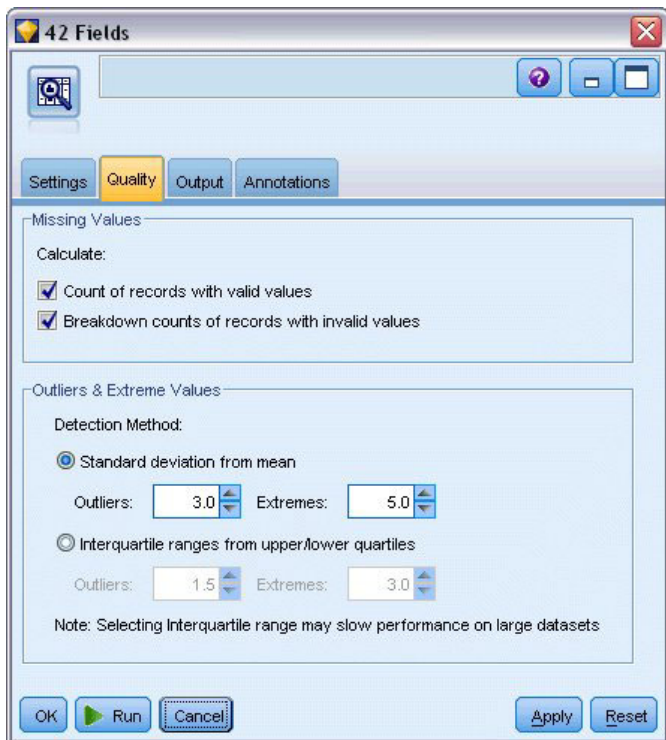 42 Fields
?
Settings Quality Output Annotations
Missing Values
Calculate:
Count of records with valid values
Breakdown counts of records with invalid values
Outliers & Extreme Values
Detection Method:
Standard deviation from mean
Outliers: 3.0 Extremes: 5.0
Interquartile ranges from upper/lower quartiles
Outliers: 1.5 Extremes: 3.0
Note: Selecting Interquartile range may slow performance on large datasets
OK Run Cancel Apply Reset